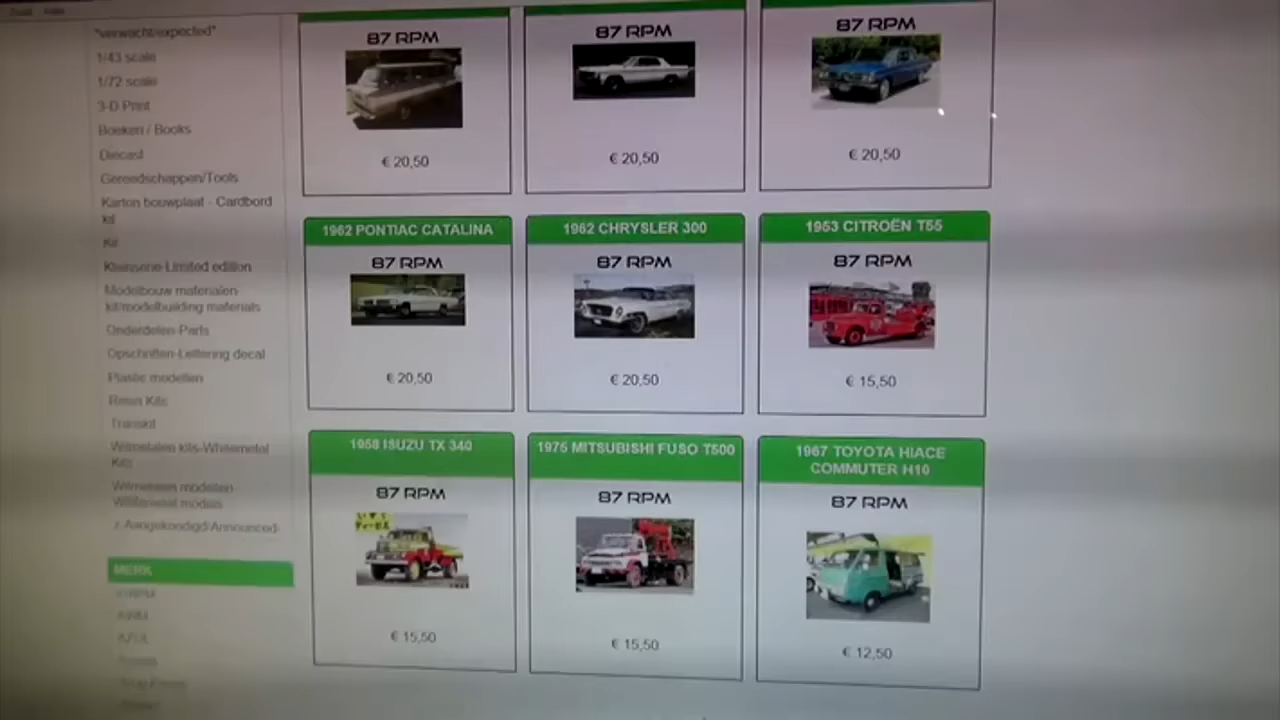 *verwacht/expected*
1/43 scale
1/72 scale
3-D Print
Boeken / Books
Diecast
Gereedschappen/Tools
Karton bouwplaat - Cardbord
kit
Kit
Kleinserie-Limited edition
Modelbouw materialen-
kit/modelbuilding materials
Onderdelen-Parts
Opschriften-Lettering decal
Plastic modellen
Resin Kits
Transkit
Witmetalen kits-Whitemetal
Kits
Witmetalen modellen-
Whitemetal models
z-Aangekondigd/Announced-
MERK
87 RPM
€ 20,50
87 RPM
€ 20,50
87 RPM
€ 20,50
1962 PONTIAC CATALINA
87 RPM
€ 20,50
1962 CHRYSLER 300
87 RPM
€ 20,50
1953 CITROËN T55
87 RPM
€ 15,50
1958 ISUZU TX 340
87 RPM
€ 15,50
1975 MITSUBISHI FUSO T500
87 RPM
€ 15,50
1967 TOYOTA HIACE
COMMUTER H10
87 RPM
€ 12,50